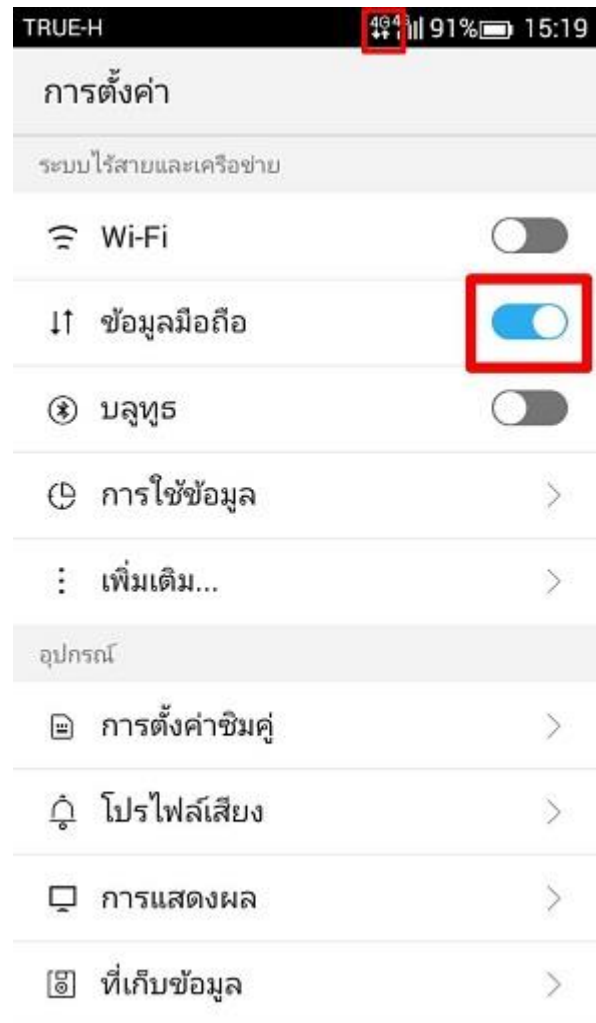 TRUE-H 4G 4G 91% 15:19
การตั้งค่า
ระบบไร้สายและเครือข่าย
Wi-Fi
ข้อมูลมือถือ
บลูทูธ
การใช้ข้อมูล
เพิ่มเติม...
อุปกรณ์
การตั้งค่าซิมคู่
โปรไฟล์เสียง
การแสดงผล
ที่เก็บข้อมูล